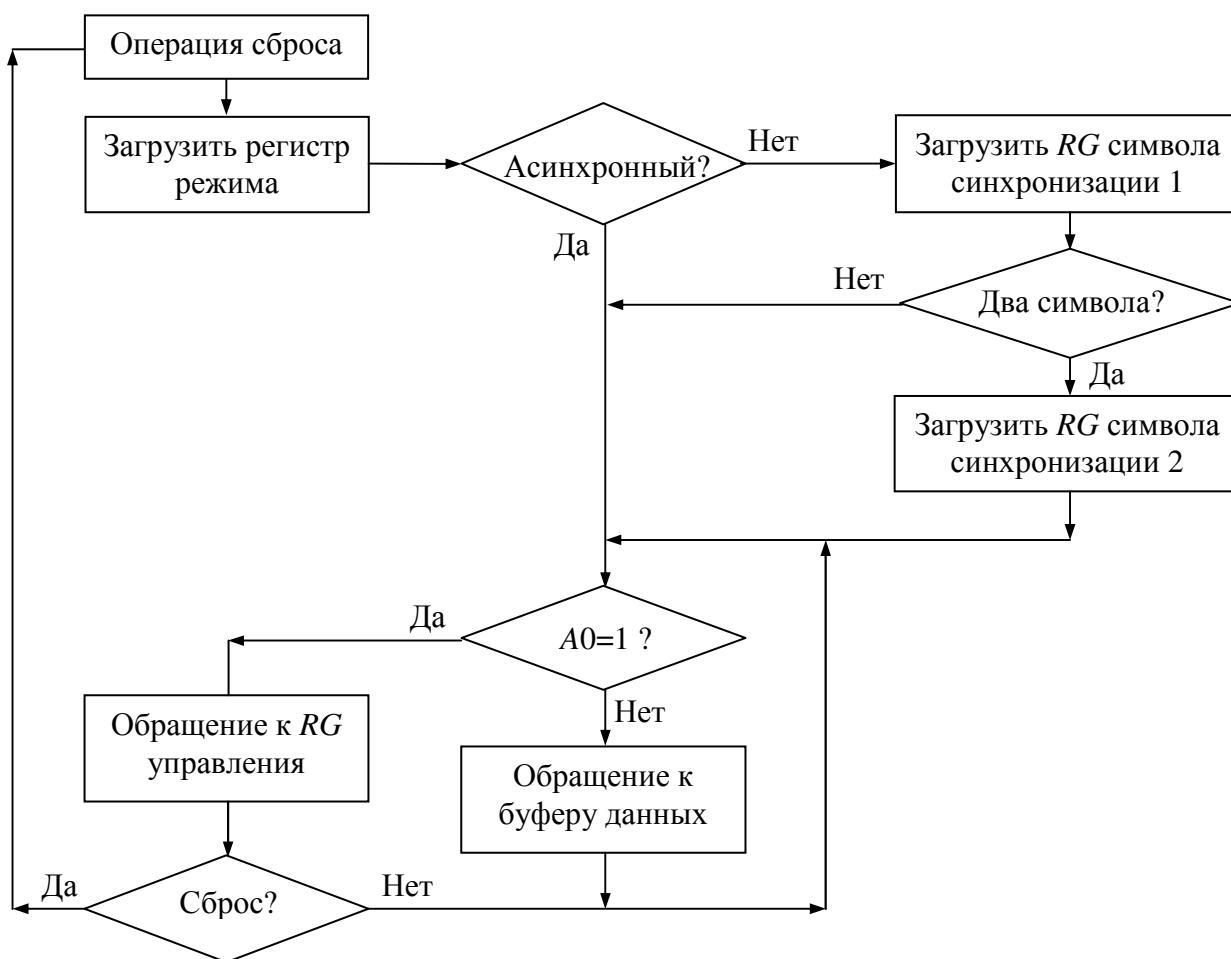 Операция сброса
Загрузить регистр
режима
Асинхронный?
Нет
Загрузить RG символа
синхронизации 1
Да
Нет
Два символа?
Да
Загрузить RG символа
синхронизации 2
Да
A0=1 ?
Нет
Обращение к RG
управления
Обращение к
буферу данных
Да
Сброс?
Нет